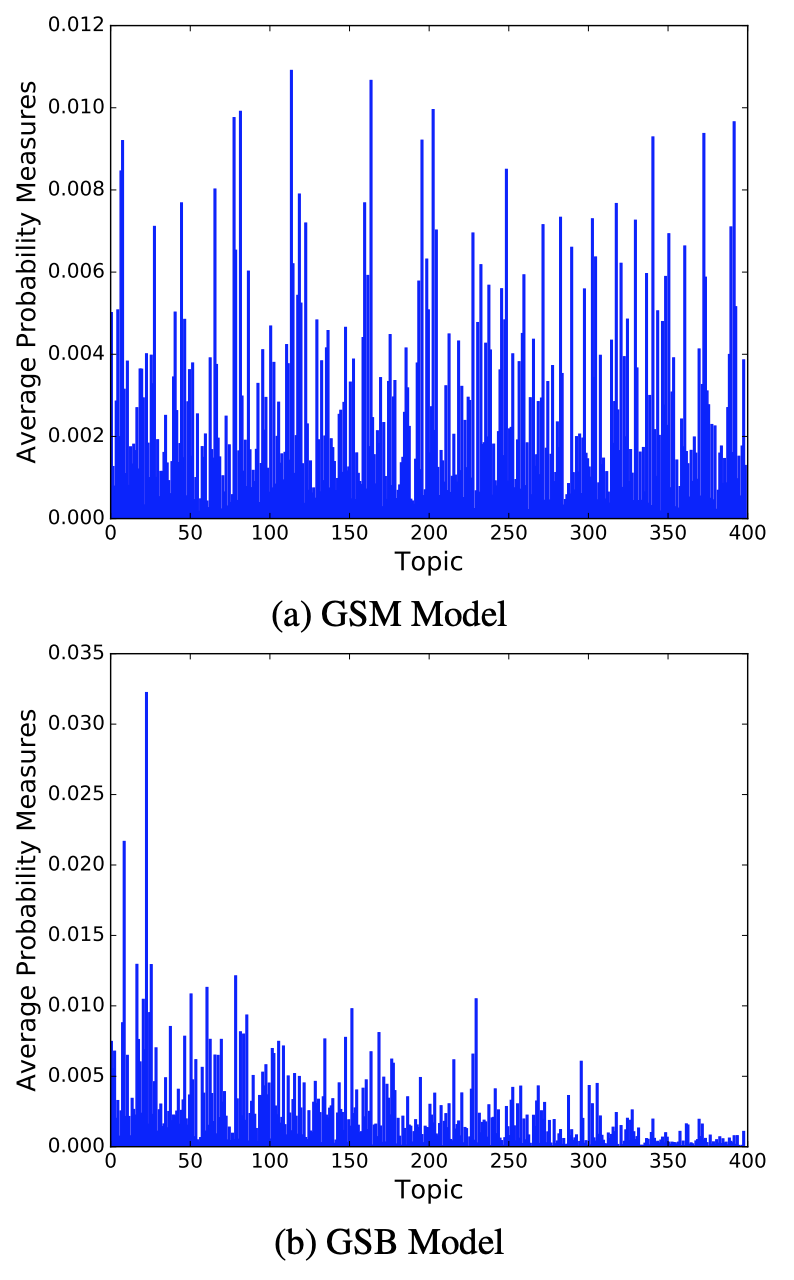 0.012
0.010
0.008
0.006
0.004
0.002
0.000
Average Probability Measures
0 50 100 150 200 250 300 350 400
Topic
(a) GSM Model
0.035
0.030
0.025
0.020
0.015
0.010
0.005
0.000
Average Probability Measures
0 50 100 150 200 250 300 350 400
Topic
(b) GSB Model